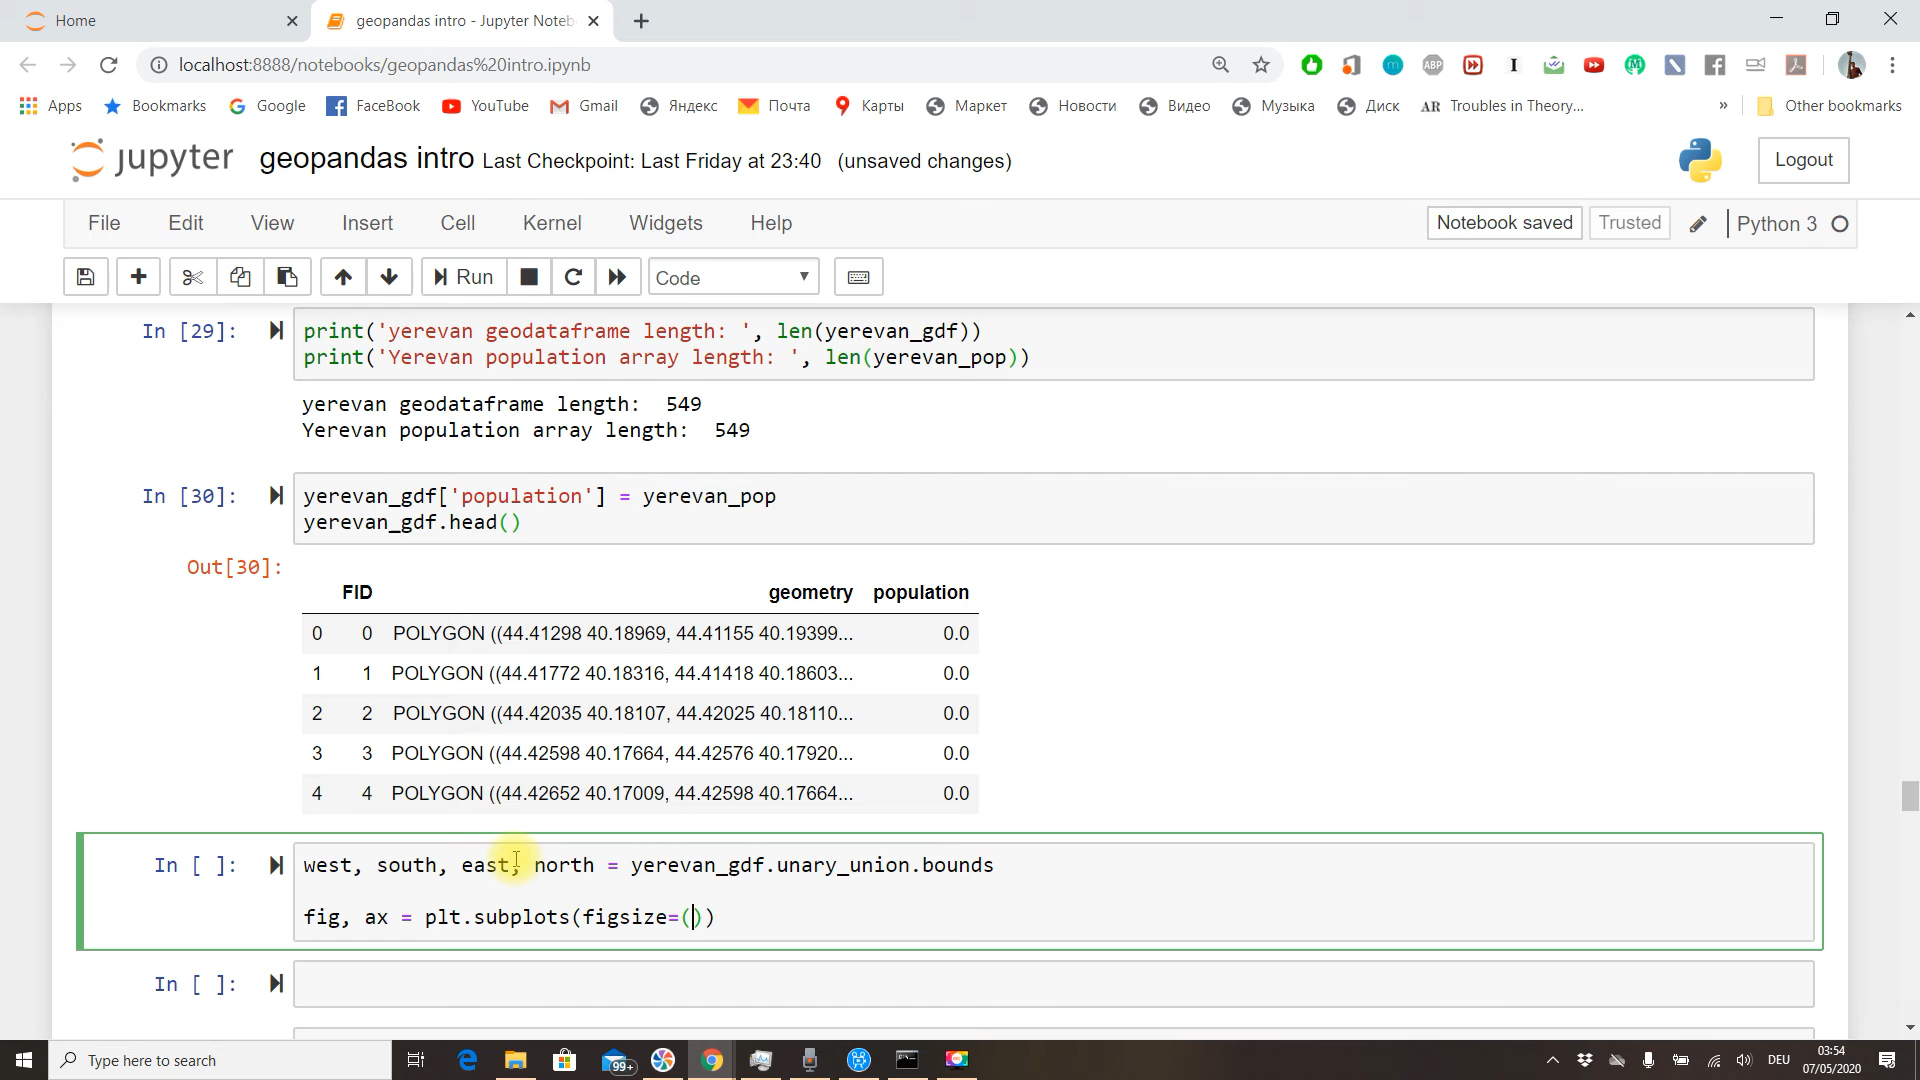 Home
geopandas intro - Jupyter Noteb
localhost:8888/notebooks/geopandas%20intro.ipynb
ABP
Apps
Bookmarks
Google
FaceBook
YouTube
Gmail
Яндекс
Почта
Карты
Маркет
Новости
Видео
Музыка
Диск
AR Troubles in Theory...
»
Other bookmarks
jupyter geopandas intro Last Checkpoint: Last Friday at 23:40 (unsaved changes)
Logout
File Edit View Insert Cell Kernel Widgets Help
Notebook saved
Trusted
Python 3
Run
Code
In [29]:
print('yerevan geodataframe length: ', len(yerevan_gdf))
print('Yerevan population array length: ', len(yerevan_pop))
yerevan geodataframe length:  549
Yerevan population array length:  549
In [30]:
yerevan_gdf['population'] = yerevan_pop
yerevan_gdf.head()
Out[30]:
FID geometry population
0 0 POLYGON ((44.41298 40.18969, 44.41155 40.19399... 0.0
1 1 POLYGON ((44.41772 40.18316, 44.41418 40.18603... 0.0
2 2 POLYGON ((44.42035 40.18107, 44.42025 40.18110... 0.0
3 3 POLYGON ((44.42598 40.17664, 44.42576 40.17920... 0.0
4 4 POLYGON ((44.42652 40.17009, 44.42598 40.17664... 0.0
In [ ]:
west, south, east, north = yerevan_gdf.unary_union.bounds
fig, ax = plt.subplots(figsize=())
In [ ]:
Type here to search
99+
DEU
03:54
07/05/2020